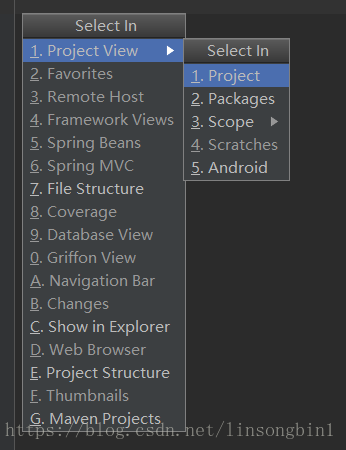 Select In
1. Project View
2. Favorites
3. Remote Host
4. Framework Views
5. Spring Beans
6. Spring MVC
7. File Structure
8. Coverage
9. Database View
0. Griffon View
A. Navigation Bar
B. Changes
C. Show in Explorer
D. Web Browser
E. Project Structure
F. Thumbnails
G. Maven Projects
Select In
1. Project
2. Packages
3. Scope
4. Scratches
5. Android
https://blog.csdn.net/linsongbin1